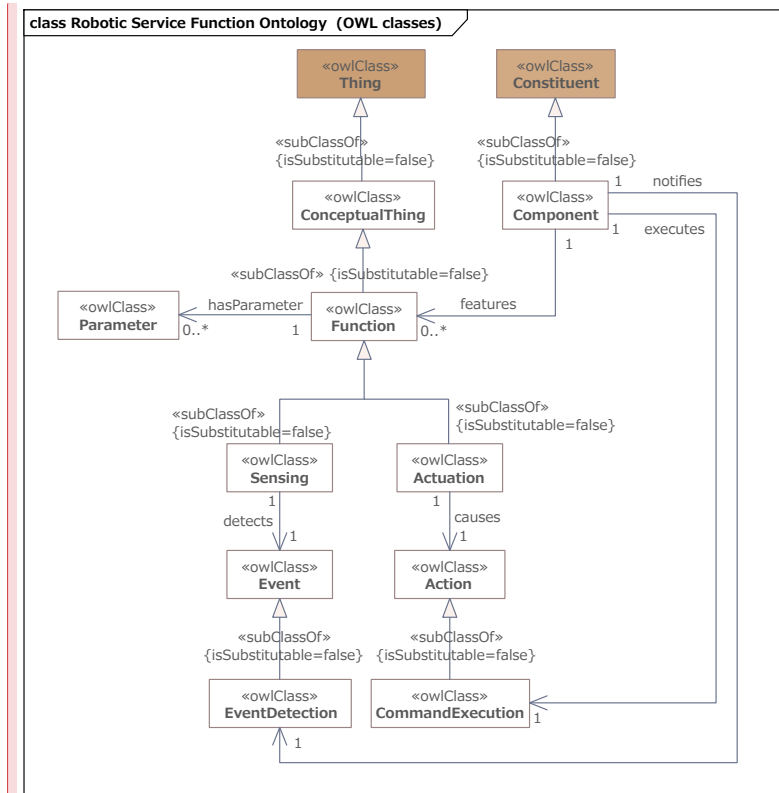 class Robotic Service Function Ontology (OWL classes)
«owlClass»
Thing
«owlClass»
Constituent
«subClassOf»
{isSubstitutable=false}
«subClassOf»
{isSubstitutable=false}
«owlClass»
ConceptualThing
«owlClass»
Component
1
notifies
1
executes
1
«subClassOf» {isSubstitutable=false}
«owlClass»
Parameter
hasParameter
0..*
1
«owlClass»
Function
features
0..*
«subClassOf»
{isSubstitutable=false}
«subClassOf»
{isSubstitutable=false}
«owlClass»
Sensing
«owlClass»
Actuation
1
detects
1
1
causes
1
«owlClass»
Event
«owlClass»
Action
«subClassOf»
{isSubstitutable=false}
«subClassOf»
{isSubstitutable=false}
«owlClass»
EventDetection
«owlClass»
CommandExecution
1
1